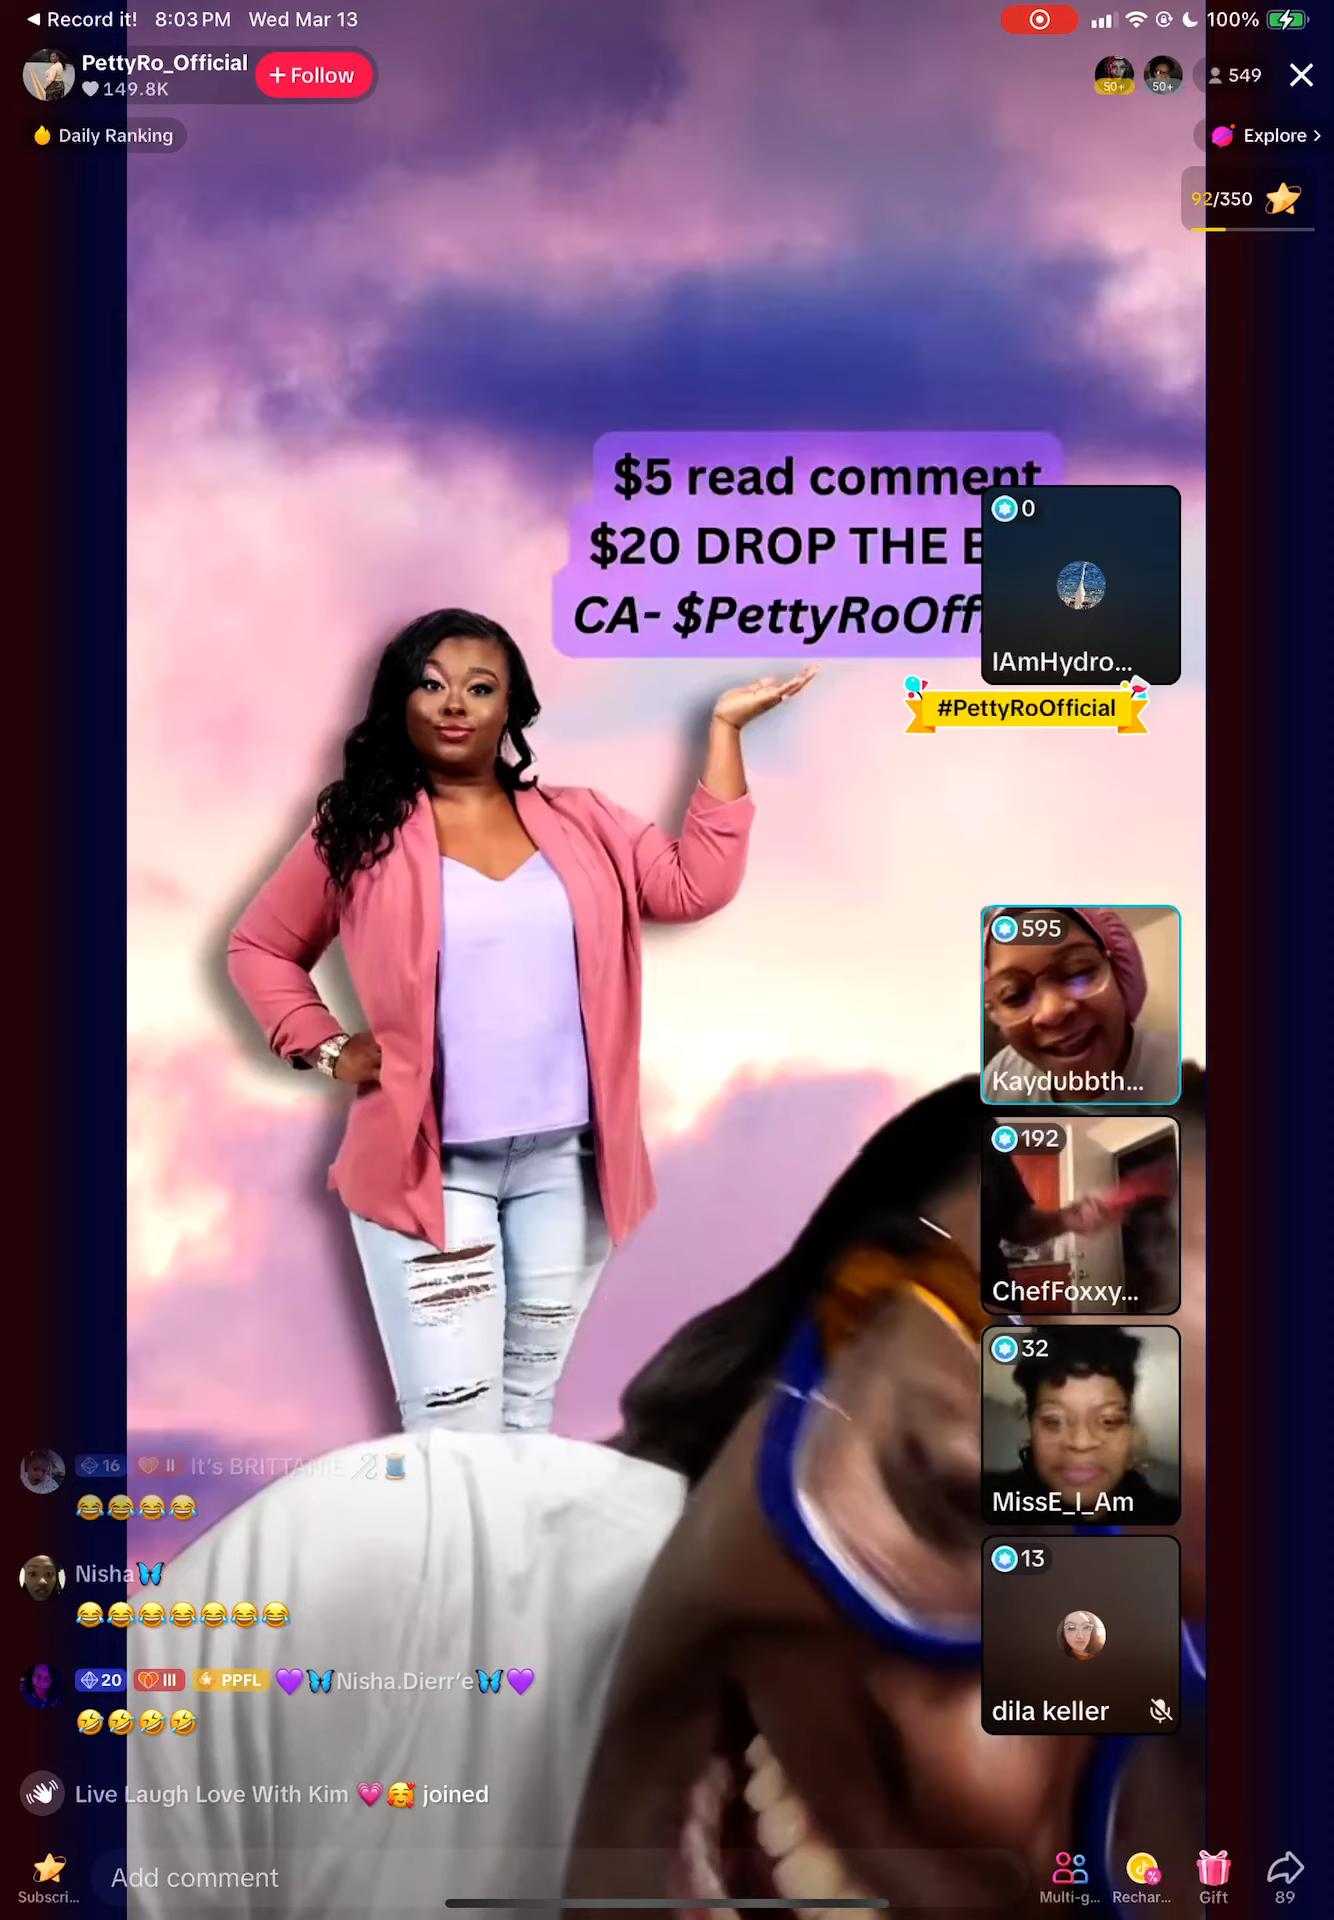 Record it! 8:03 PM Wed Mar 13
100%
PettyRo_Official
149.8K
+ Follow
50+
50+
549
Daily Ranking
Explore >
92/350
$5 read comment
$20 DROP THE
CA- $PettyRoOff
0
IAmHydro...
#PettyRoOfficial
595
Kaydubbth...
192
ChefFoxxy...
32
MissE_I_Am
13
dila keller
16 II It's BRITTANIE
Nisha
20 III PPFL Nisha.Dierr'e
Live Laugh Love With Kim 💗🥰 joined
Subscri...
Add comment
Multi-g...
Rechar...
Gift
89